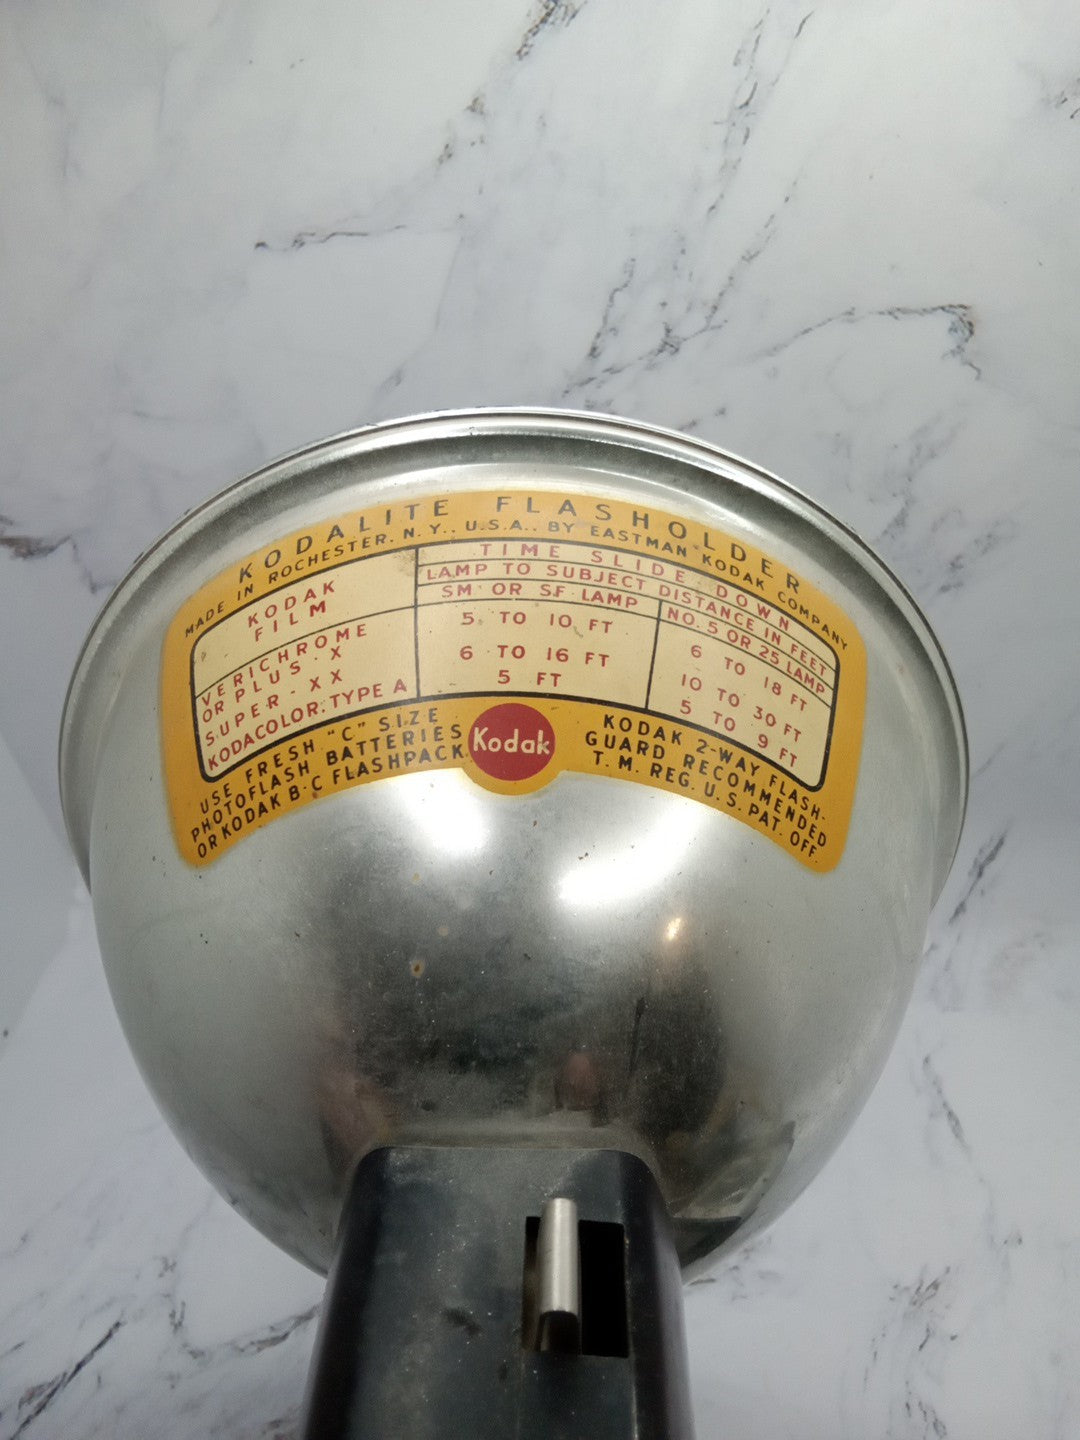 KODALITE FLASHOLDER
MADE IN ROCHESTER, N.Y., U.S.A., BY EASTMAN KODAK COMPANY
KODAK
FILM
TIME SLIDE DOWN
LAMP TO SUBJECT DISTANCE IN FEET
SM OR SF LAMP
NO. 5 OR 25 LAMP
VERICHROME
OR PLUS-X
5 TO 10 FT
6 TO 18 FT
SUPER-XX
6 TO 16 FT
10 TO 30 FT
KODACOLOR, TYPE A
5 FT
5 TO 9 FT
USE FRESH "C" SIZE
PHOTOFLASH BATTERIES
OR KODAK B-C FLASHPACK
Kodak
KODAK 2-WAY FLASH-
GUARD RECOMMENDED
T. M. REG. U.S. PAT. OFF.